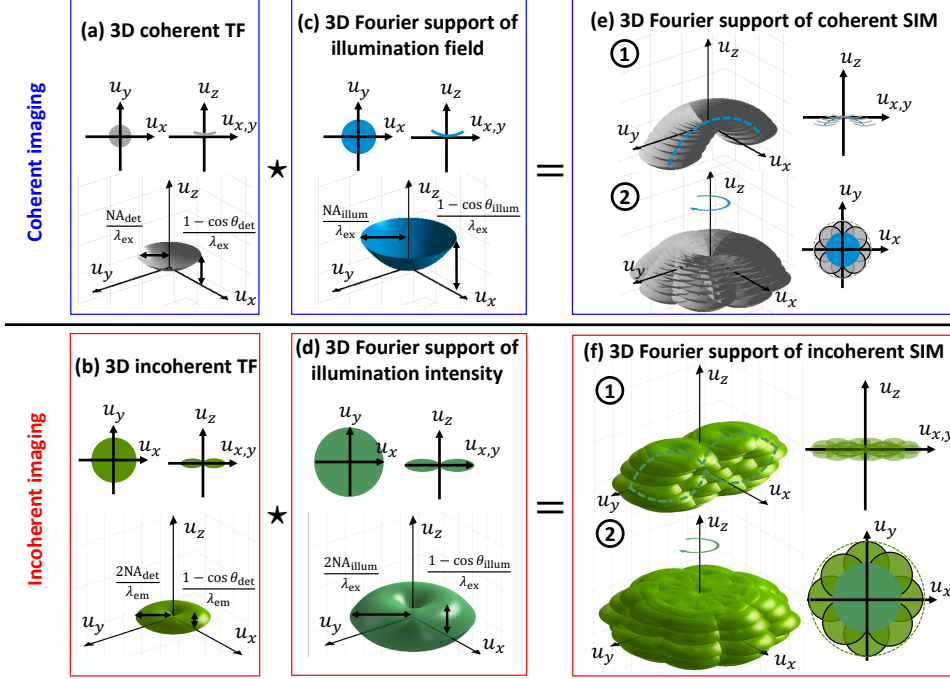 Coherent imaging
(a) 3D coherent TF
u_y
u_x
u_z
u_{x,y}
u_z
NA_det / λ_ex
1 − cos θ_det / λ_ex
u_y
u_x
★
(c) 3D Fourier support of
illumination field
u_y
u_x
u_z
u_{x,y}
u_z
NA_illum / λ_ex
1 − cos θ_illum / λ_ex
u_y
u_x
=
(e) 3D Fourier support of coherent SIM
1
u_z
u_y
u_x
u_z
u_{x,y}
2
u_z
u_y
u_x
u_y
u_x
Incoherent imaging
(b) 3D incoherent TF
u_y
u_x
u_z
u_{x,y}
u_z
2NA_det / λ_em
1 − cos θ_det / λ_em
u_y
u_x
★
(d) 3D Fourier support of
illumination intensity
u_y
u_x
u_z
u_{x,y}
u_z
2NA_illum / λ_ex
1 − cos θ_illum / λ_ex
u_y
u_x
=
(f) 3D Fourier support of incoherent SIM
1
u_z
u_y
u_x
u_z
u_{x,y}
2
u_z
u_y
u_x
u_y
u_x